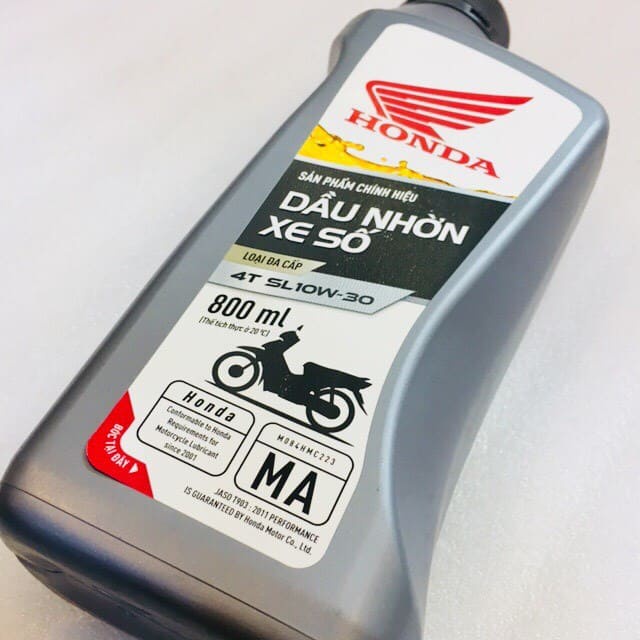 HONDA
SẢN PHẨM CHÍNH HIỆU
DẦU NHỜN
XE SỐ
LOẠI ĐA CẤP
4T SL10W-30
800 ml
(Thể tích thực ở 20°C)
Honda
Conformable to Honda
Requirements for
Motorcycle Lubricant
since 2001
M084HMC223
MA
JASO T903 : 2011 PERFORMANCE
IS GUARANTEED BY Honda Motor Co., Ltd.
BÓC TẠI ĐÂY